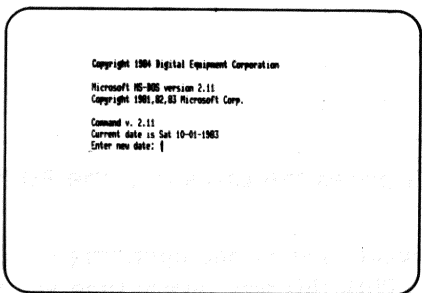 Copyright 1984 Digital Equipment Corporation
Microsoft MS-DOS version 2.11
Copyright 1981,82,83 Microsoft Corp.
Command v. 2.11
Current date is Sat 10-01-1983
Enter new date: